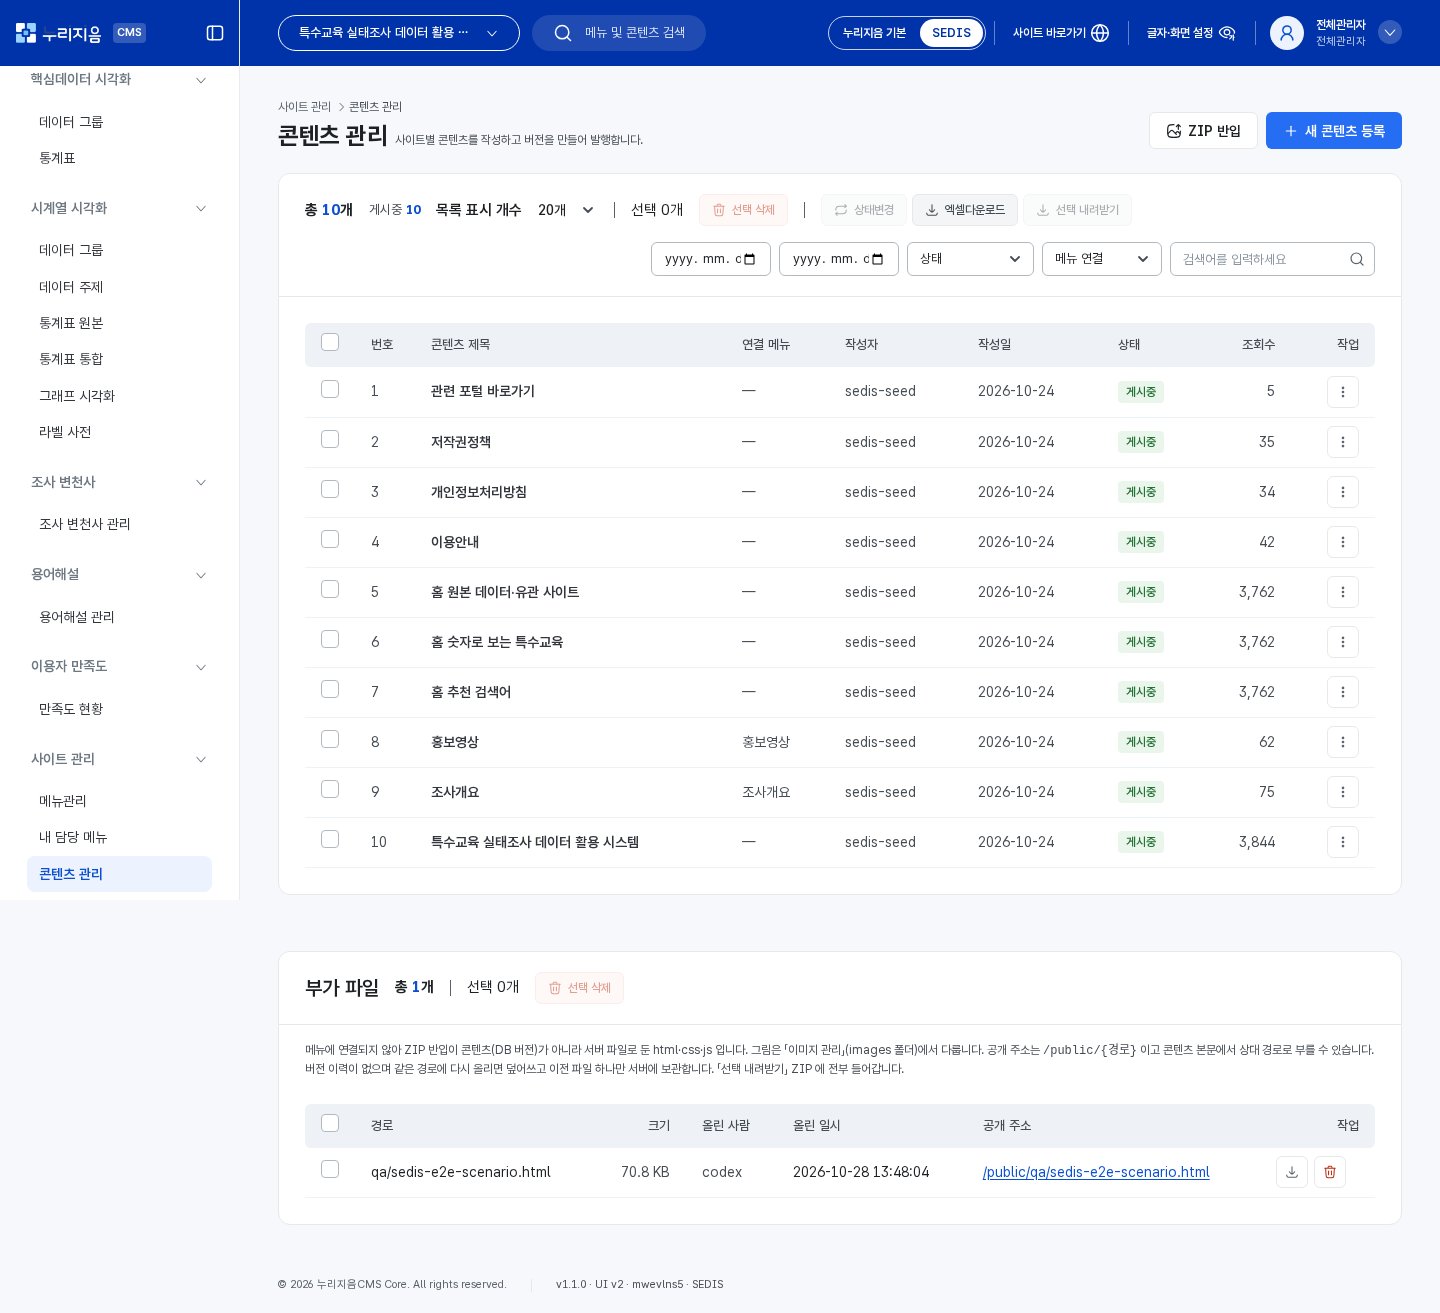 누리지음 CMS
특수교육 실태조사 데이터 활용 ···
메뉴 및 콘텐츠 검색
누리지음 기본 SEDIS
사이트 바로가기
글자·화면 설정
전체관리자
전체관리자
핵심데이터 시각화
데이터 그룹
통계표
시계열 시각화
데이터 그룹
데이터 주제
통계표 원본
통계표 통합
그래프 시각화
라벨 사전
조사 변천사
조사 변천사 관리
용어해설
용어해설 관리
이용자 만족도
만족도 현황
사이트 관리
메뉴관리
내 담당 메뉴
콘텐츠 관리
사이트 관리 > 콘텐츠 관리
콘텐츠 관리 사이트별 콘텐츠를 작성하고 버전을 만들어 발행합니다.
ZIP 반입
+ 새 콘텐츠 등록
총 10개 게시중 10 목록 표시 개수 20개 | 선택 0개 선택 삭제 | 상태변경 엑셀다운로드 선택 내려받기
yyyy. mm. d yyyy. mm. d 상태 메뉴 연결 검색어를 입력하세요
번호 콘텐츠 제목 연결 메뉴 작성자 작성일 상태 조회수 작업
1 관련 포털 바로가기 — sedis-seed 2026-10-24 게시중 5
2 저작권정책 — sedis-seed 2026-10-24 게시중 35
3 개인정보처리방침 — sedis-seed 2026-10-24 게시중 34
4 이용안내 — sedis-seed 2026-10-24 게시중 42
5 홈 원본 데이터·유관 사이트 — sedis-seed 2026-10-24 게시중 3,762
6 홈 숫자로 보는 특수교육 — sedis-seed 2026-10-24 게시중 3,762
7 홈 추천 검색어 — sedis-seed 2026-10-24 게시중 3,762
8 홍보영상 홍보영상 sedis-seed 2026-10-24 게시중 62
9 조사개요 조사개요 sedis-seed 2026-10-24 게시중 75
10 특수교육 실태조사 데이터 활용 시스템 — sedis-seed 2026-10-24 게시중 3,844
부가 파일 총 1개 | 선택 0개 선택 삭제
메뉴에 연결되지 않아 ZIP 반입이 콘텐츠(DB 버전)가 아니라 서버 파일로 둔 html·css·js 입니다. 그림은 「이미지 관리」(images 폴더)에서 다룹니다. 공개 주소는 /public/{경로} 이고 콘텐츠 본문에서 상대 경로로 부를 수 있습니다.
버전 이력이 없으며 같은 경로에 다시 올리면 덮어쓰고 이전 파일 하나만 서버에 보관합니다. 「선택 내려받기」 ZIP 에 전부 들어갑니다.
경로 크기 올린 사람 올린 일시 공개 주소 작업
qa/sedis-e2e-scenario.html 70.8 KB codex 2026-10-28 13:48:04 /public/qa/sedis-e2e-scenario.html
© 2026 누리지음CMS Core. All rights reserved.
v1.1.0 · UI v2 · mwevlns5 · SEDIS